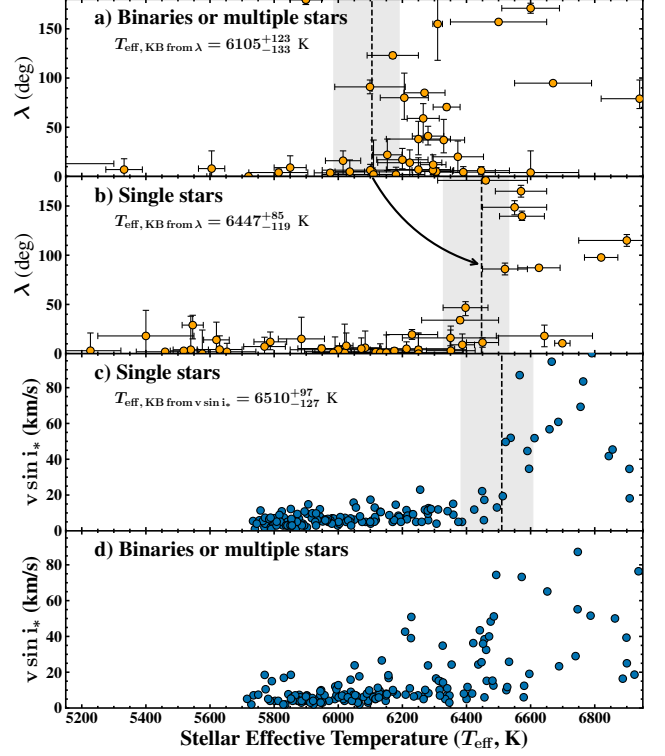 a) Binaries or multiple stars
T_eff, KB from λ = 6105^{+123}_{-133} K
150
100
50
0
λ (deg)
b) Single stars
T_eff, KB from λ = 6447^{+85}_{-119} K
150
100
50
0
λ (deg)
c) Single stars
T_eff, KB from v sin i_* = 6510^{+97}_{-127} K
80
60
40
20
0
v sin i_* (km/s)
d) Binaries or multiple stars
80
60
40
20
0
v sin i_* (km/s)
5200 5400 5600 5800 6000 6200 6400 6600 6800
Stellar Effective Temperature (T_eff, K)